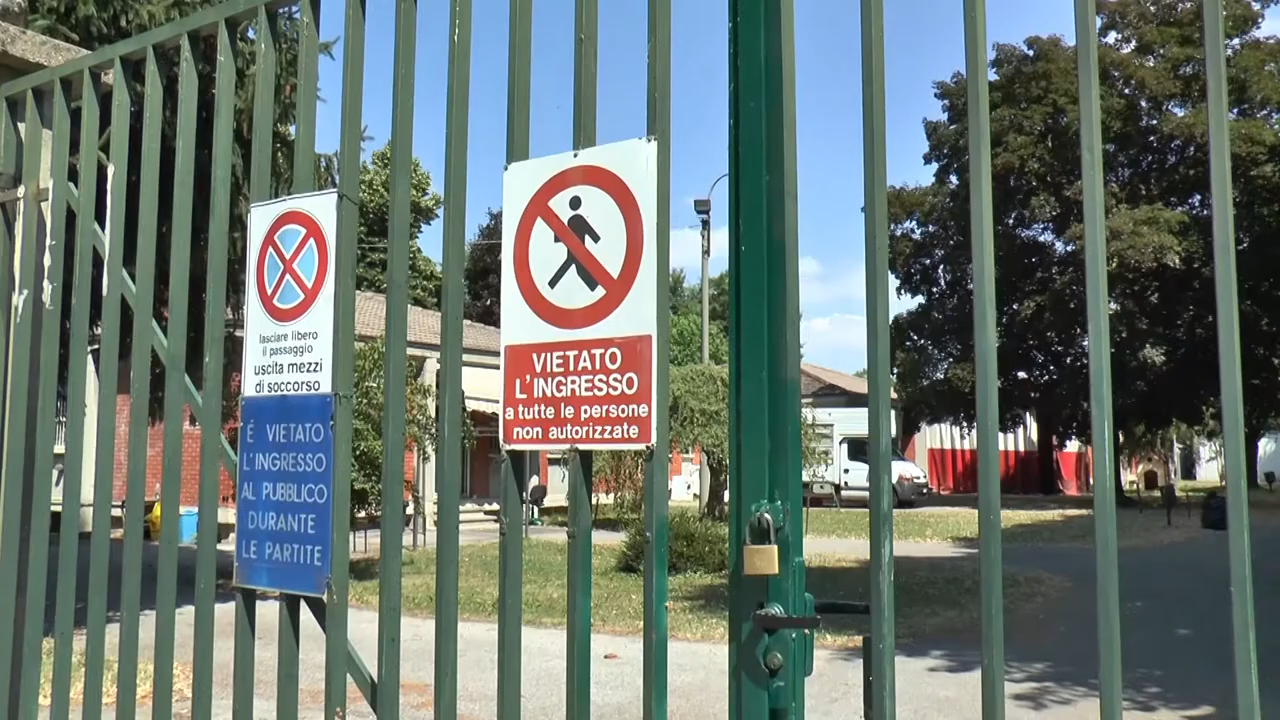 lasciare libero
il passaggio
uscita mezzi
di soccorso
É VIETATO
L'INGRESSO
AL PUBBLICO
DURANTE
LE PARTITE
VIETATO
L'INGRESSO
a tutte le persone
non autorizzate